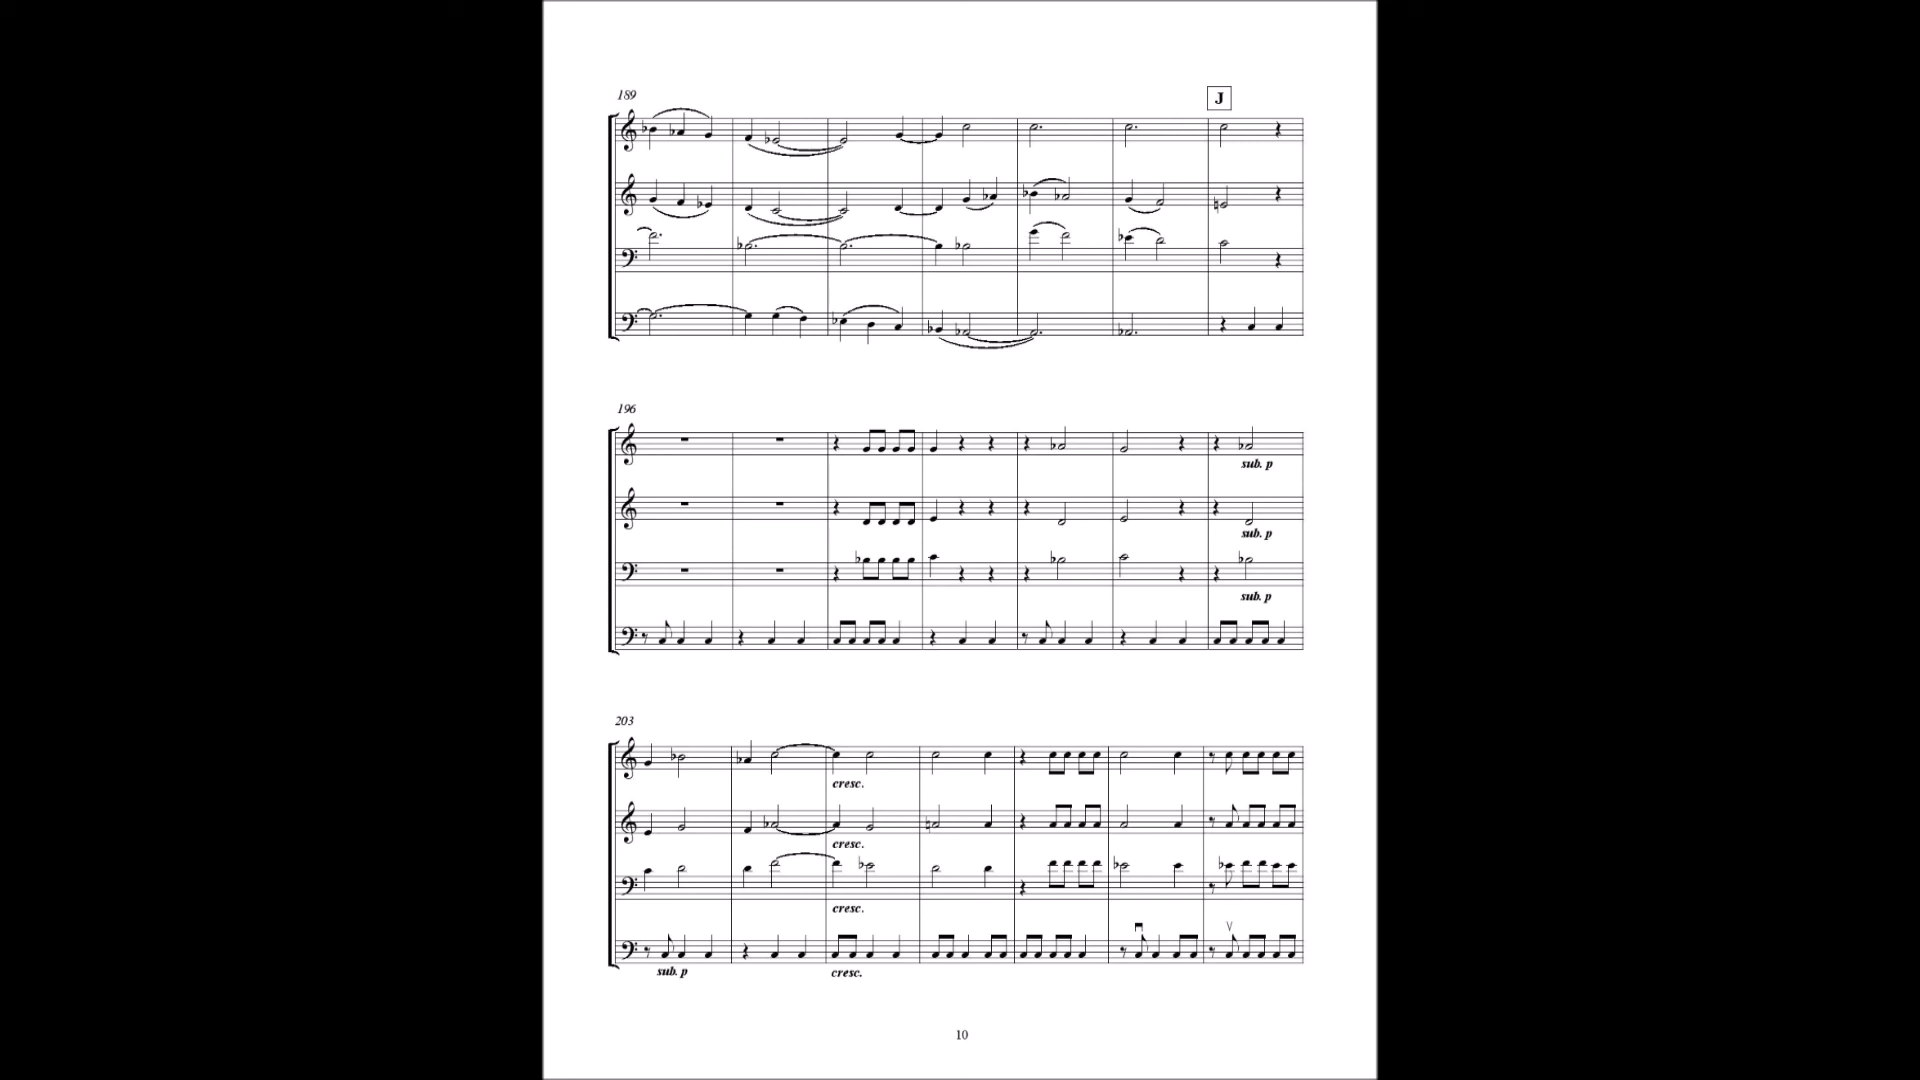 189
J
196
sub. p
sub. p
sub. p
203
cresc.
cresc.
cresc.
sub. p cresc.
10